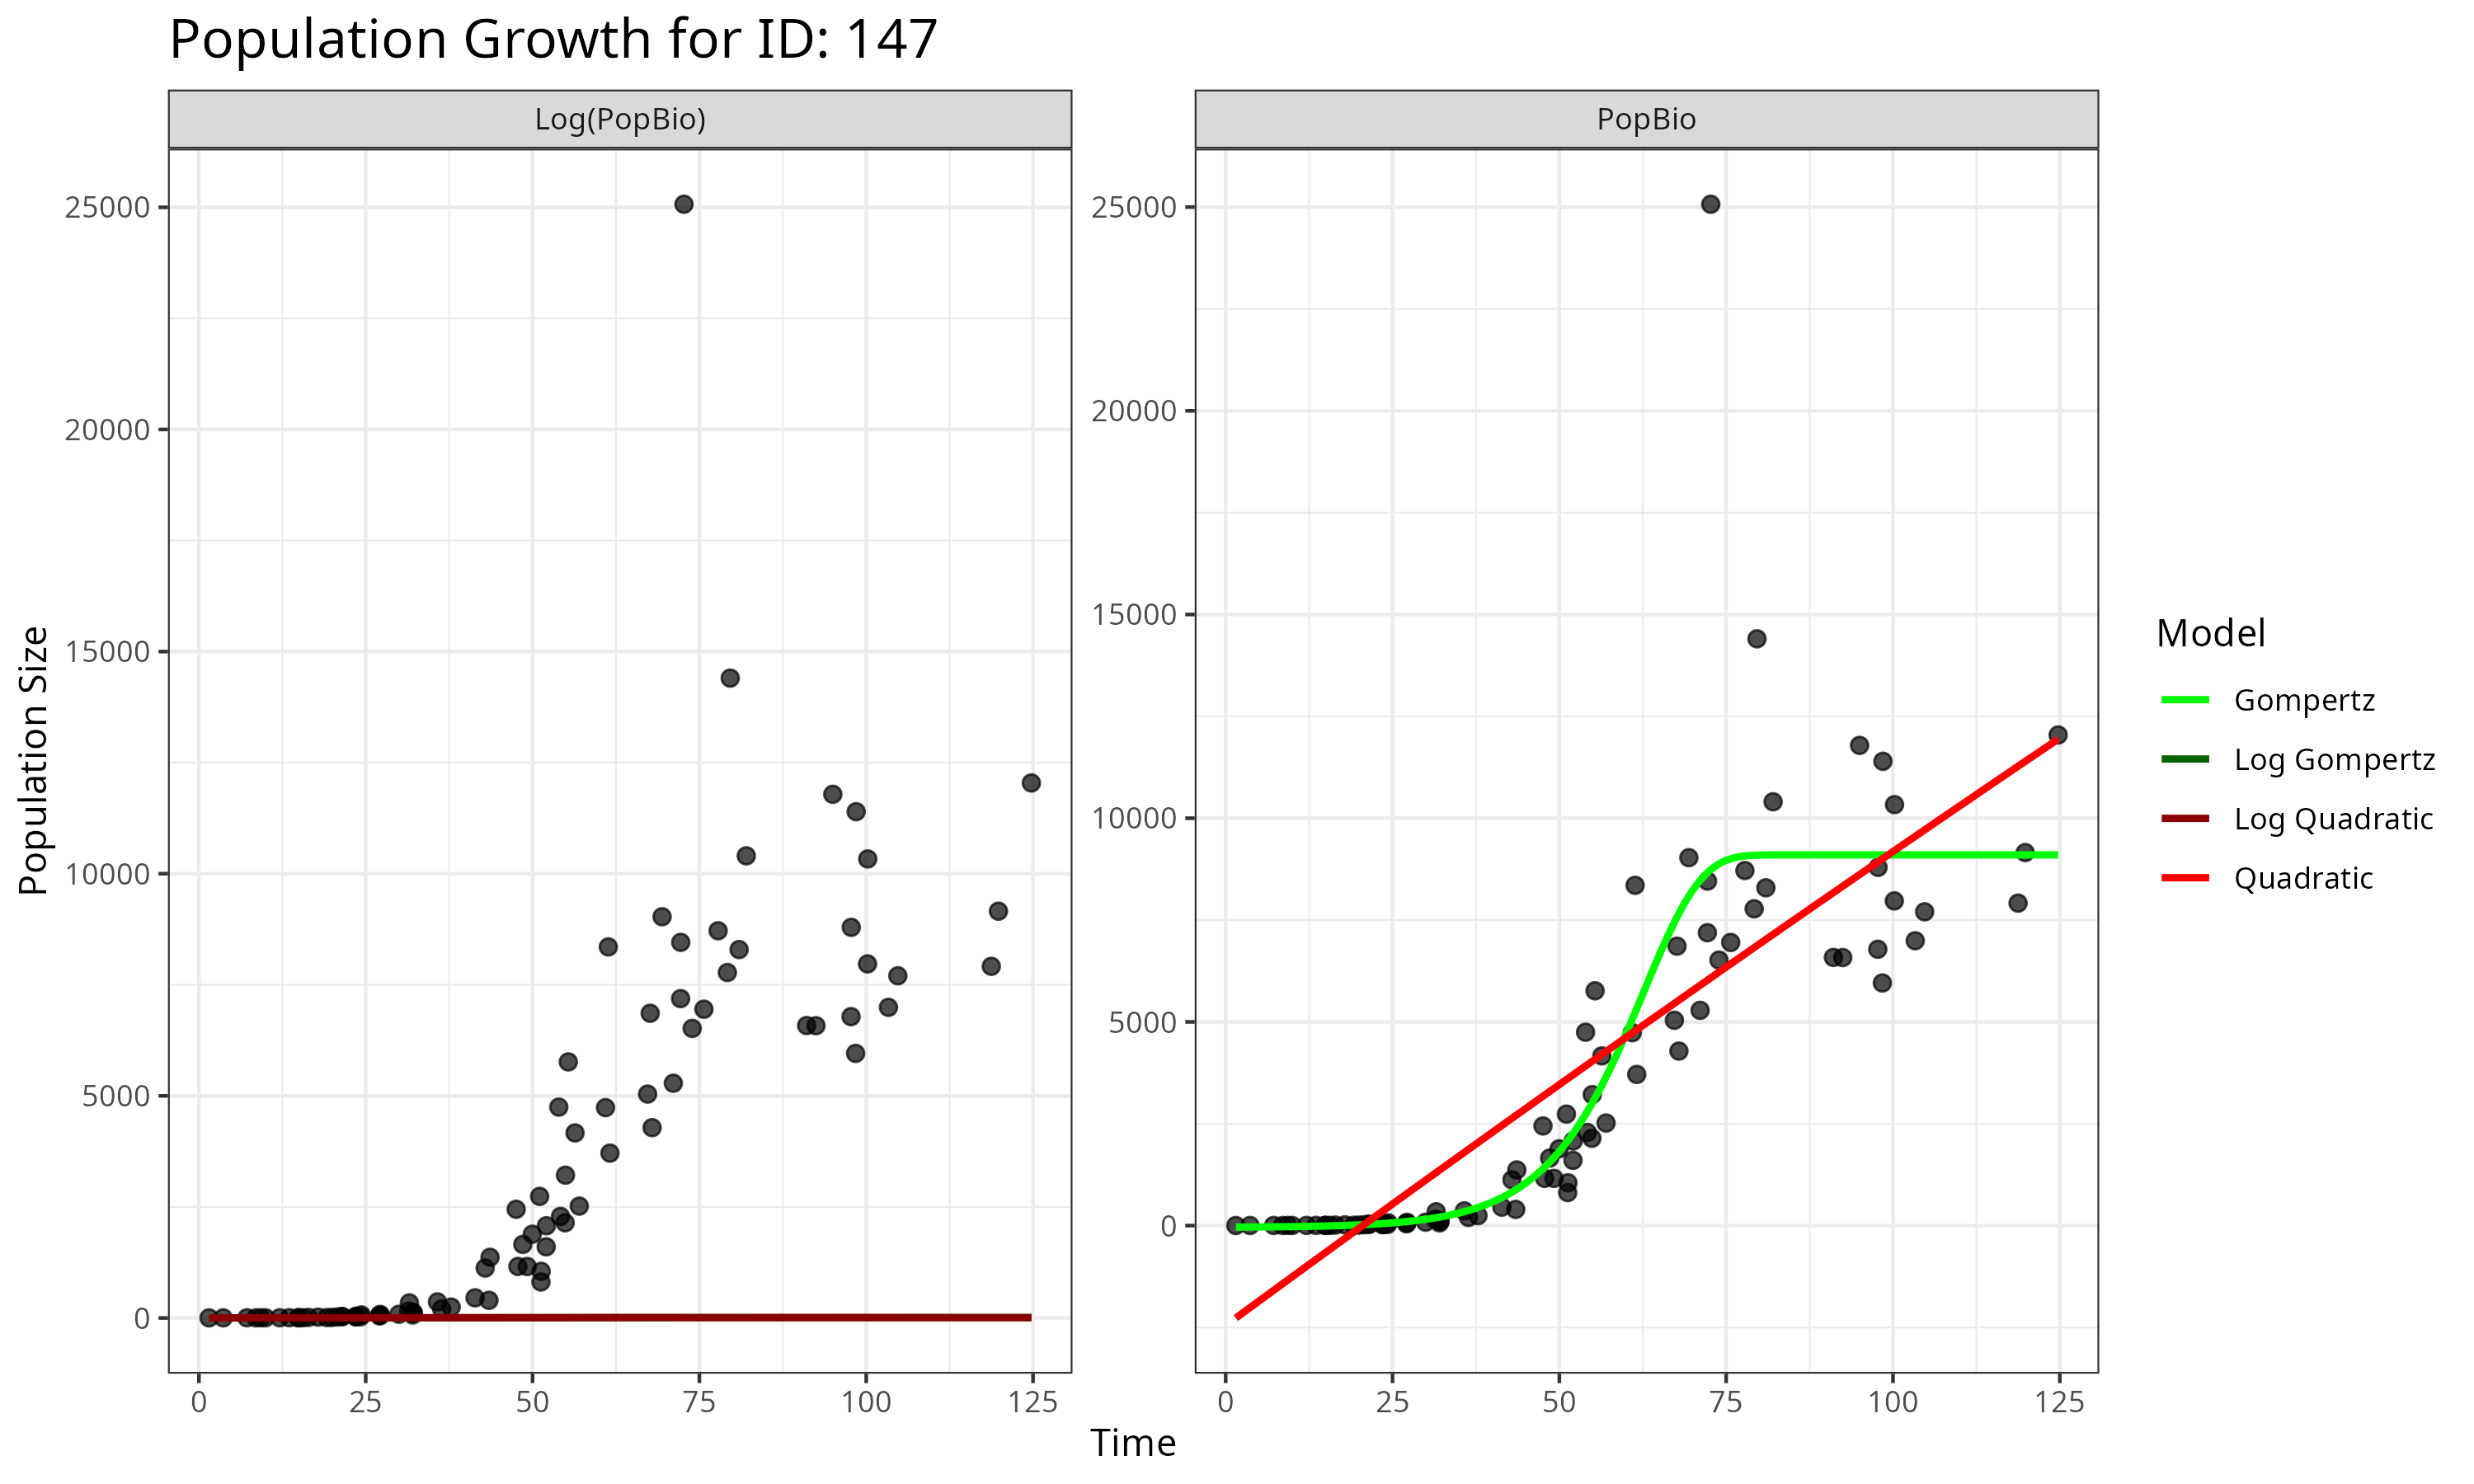 Population Growth for ID: 147
Log(PopBio)
PopBio
Population Size
25000
20000
15000
10000
5000
0
0 25 50 75 100 125
25000
20000
15000
10000
5000
0
0 25 50 75 100 125
Time
Model
Gompertz
Log Gompertz
Log Quadratic
Quadratic